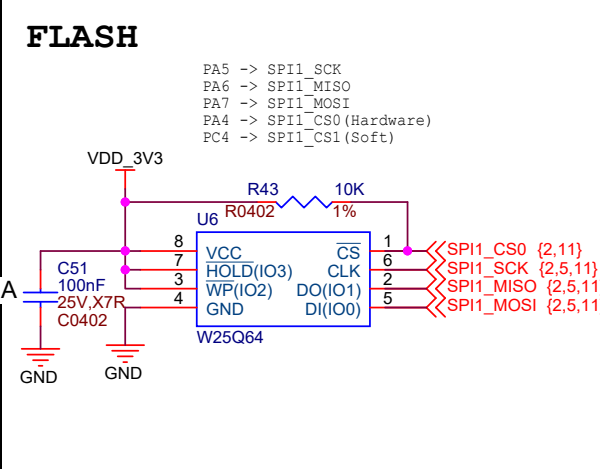 FLASH
PA5 -> SPI1_SCK
PA6 -> SPI1_MISO
PA7 -> SPI1_MOSI
PA4 -> SPI1_CS0(Hardware)
PC4 -> SPI1_CS1(Soft)
VDD_3V3
R43 10K
R0402 1%
U6
8 VCC CS 1 SPI1_CS0 {2,11}
7 HOLD(IO3) CLK 6 SPI1_SCK {2,5,11}
3 WP(IO2) DO(IO1) 2 SPI1_MISO {2,5,11
4 GND DI(IO0) 5 SPI1_MOSI {2,5,11
W25Q64
A
C51
100nF
25V,X7R
C0402
GND
GND